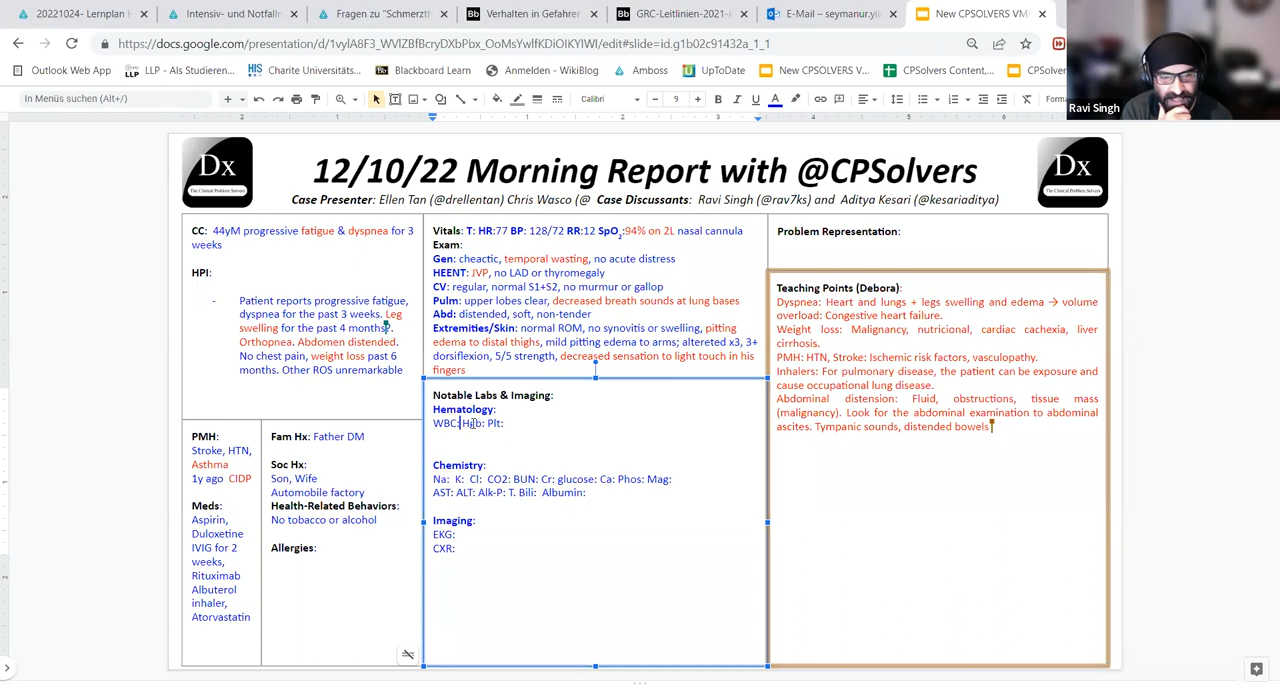 20221024- Lernplan H
Intensiv- und Notfalln
Fragen zu "Schmerzth
Verhalten in Gefahren
GRC-Leitlinien-2021-k
E-Mail – seymanur.yil
New CPSOLVERS VMR
https://docs.google.com/presentation/d/1vylA8F3_WVlZBfBcryDXbPbx_OoMsYwlfKDiOIKYIWI/edit#slide=id.g1b02c91432a_1_1
Outlook Web App
LLP - Als Studieren...
Charite Universitäts...
Blackboard Learn
Anmelden - WikiBlog
Amboss
UpToDate
New CPSOLVERS V...
CPSolvers Content,...
CPSolver
In Menüs suchen (Alt+/)
Calibri
9
Ravi Singh
Dx
The Clinical Problem Solvers
12/10/22 Morning Report with @CPSolvers
Case Presenter: Ellen Tan (@drellentan) Chris Wasco (@ Case Discussants: Ravi Singh (@rav7ks) and Aditya Kesari (@kesariaditya)
Dx
The Clinical Problem Solvers
CC: 44yM progressive fatigue & dyspnea for 3
weeks
HPI:
- Patient reports progressive fatigue,
dyspnea for the past 3 weeks. Leg
swelling for the past 4 months?.
Orthopnea. Abdomen distended.
No chest pain, weight loss past 6
months. Other ROS unremarkable
PMH:
Stroke, HTN,
Asthma
1y ago CIDP
Meds:
Aspirin,
Duloxetine
IVIG for 2
weeks,
Rituximab
Albuterol
inhaler,
Atorvastatin
Fam Hx: Father DM
Soc Hx:
Son, Wife
Automobile factory
Health-Related Behaviors:
No tobacco or alcohol
Allergies:
Vitals: T: HR:77 BP: 128/72 RR:12 SpO2:94% on 2L nasal cannula
Exam:
Gen: cheactic, temporal wasting, no acute distress
HEENT: JVP, no LAD or thyromegaly
CV: regular, normal S1+S2, no murmur or gallop
Pulm: upper lobes clear, decreased breath sounds at lung bases
Abd: distended, soft, non-tender
Extremities/Skin: normal ROM, no synovitis or swelling, pitting
edema to distal thighs, mild pitting edema to arms; altereted x3, 3+
dorsiflexion, 5/5 strength, decreased sensation to light touch in his
fingers
Notable Labs & Imaging:
Hematology:
WBC: Hgb: Plt:
Chemistry:
Na: K: Cl: CO2: BUN: Cr: glucose: Ca: Phos: Mag:
AST: ALT: Alk-P: T. Bili: Albumin:
Imaging:
EKG:
CXR:
Problem Representation:
Teaching Points (Debora):
Dyspnea: Heart and lungs + legs swelling and edema → volume
overload: Congestive heart failure.
Weight loss: Malignancy, nutricional, cardiac cachexia, liver
cirrhosis.
PMH: HTN, Stroke: Ischemic risk factors, vasculopathy.
Inhalers: For pulmonary disease, the patient can be exposure and
cause occupational lung disease.
Abdominal distension: Fluid, obstructions, tissue mass
(malignancy). Look for the abdominal examination to abdominal
ascites. Tympanic sounds, distended bowels